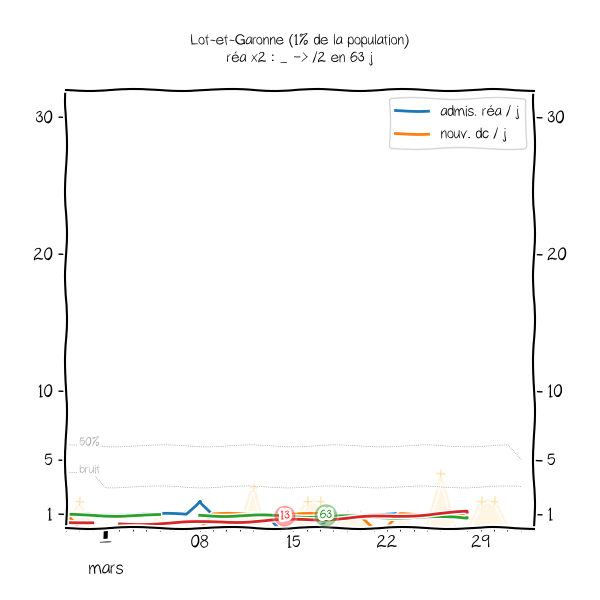 Lot-et-Garonne (1% de la population)
réa x2 : _ -> /2 en 63 j
admis. réa / j
nouv. dc / j
30 30
20 20
10 10
50%
5 5
bruit
1 1
13 63
1 08 15 22 29
mars